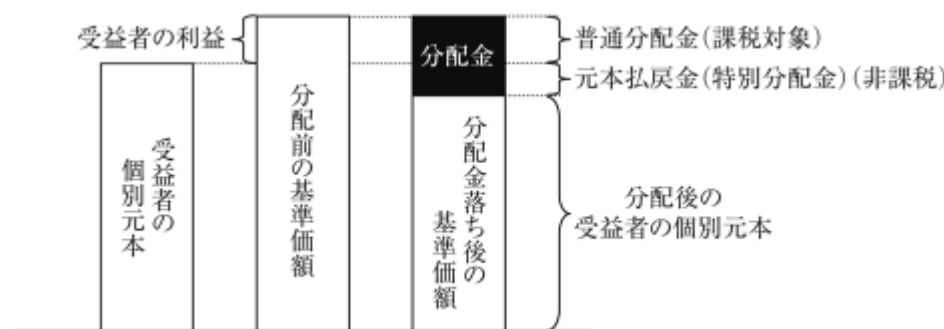 受益者の利益
分配金
普通分配金(課税対象)
元本払戻金(特別分配金)(非課税)
受益者の
個別元本
分配前の基準価額
分配金落ち後の
基準価額
分配後の
受益者の個別元本